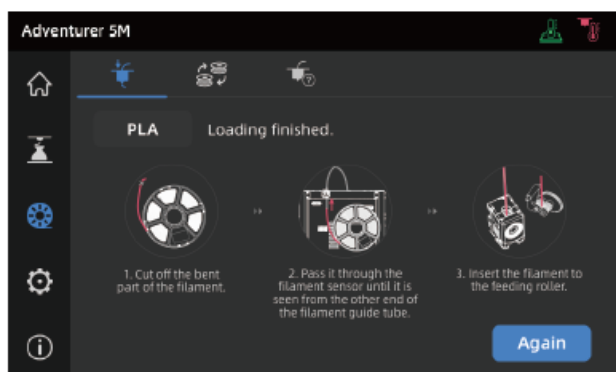 Adventurer 5M
PLA
Loading finished.
1. Cut off the bent
part of the filament.
2. Pass it through the
filament sensor until it is
seen from the other end of
the filament guide tube.
3. Insert the filament to
the feeding roller.
Again